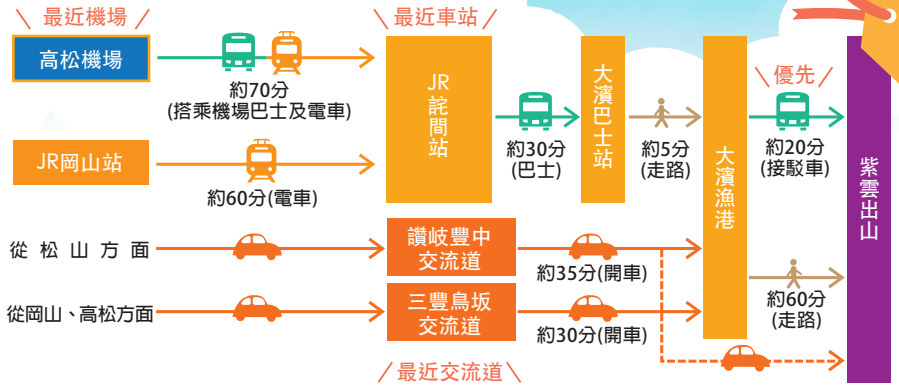 最近機場
最近車站
高松機場
約70分
(搭乘機場巴士及電車)
JR詫間站
約30分
(巴士)
大濱巴士站
約5分
(走路)
大濱漁港
優先
約20分
(接駁車)
紫雲出山
JR岡山站
約60分(電車)
從松山方面
讚岐豐中
交流道
約35分(開車)
從岡山、高松方面
三豐鳥坂
交流道
約30分(開車)
約60分
(走路)
最近交流道